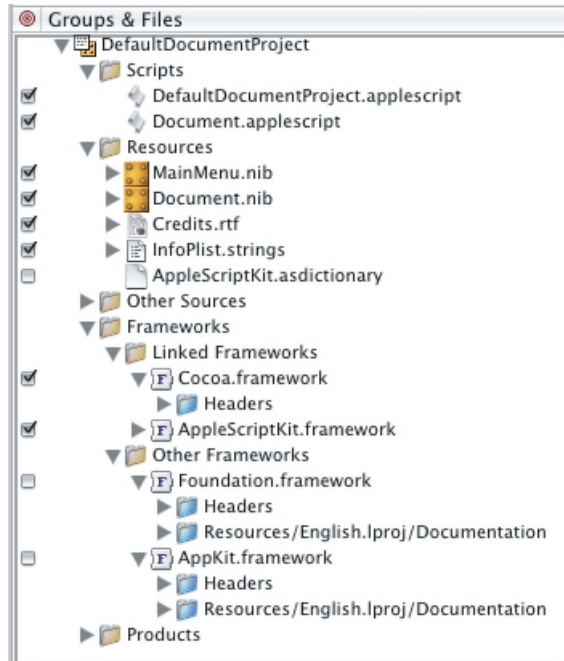 Groups & Files
DefaultDocumentProject
Scripts
DefaultDocumentProject.applescript
Document.applescript
Resources
MainMenu.nib
Document.nib
Credits.rtf
InfoPlist.strings
AppleScriptKit.asdictionary
Other Sources
Frameworks
Linked Frameworks
Cocoa.framework
Headers
AppleScriptKit.framework
Other Frameworks
Foundation.framework
Headers
Resources/English.lproj/Documentation
AppKit.framework
Headers
Resources/English.lproj/Documentation
Products